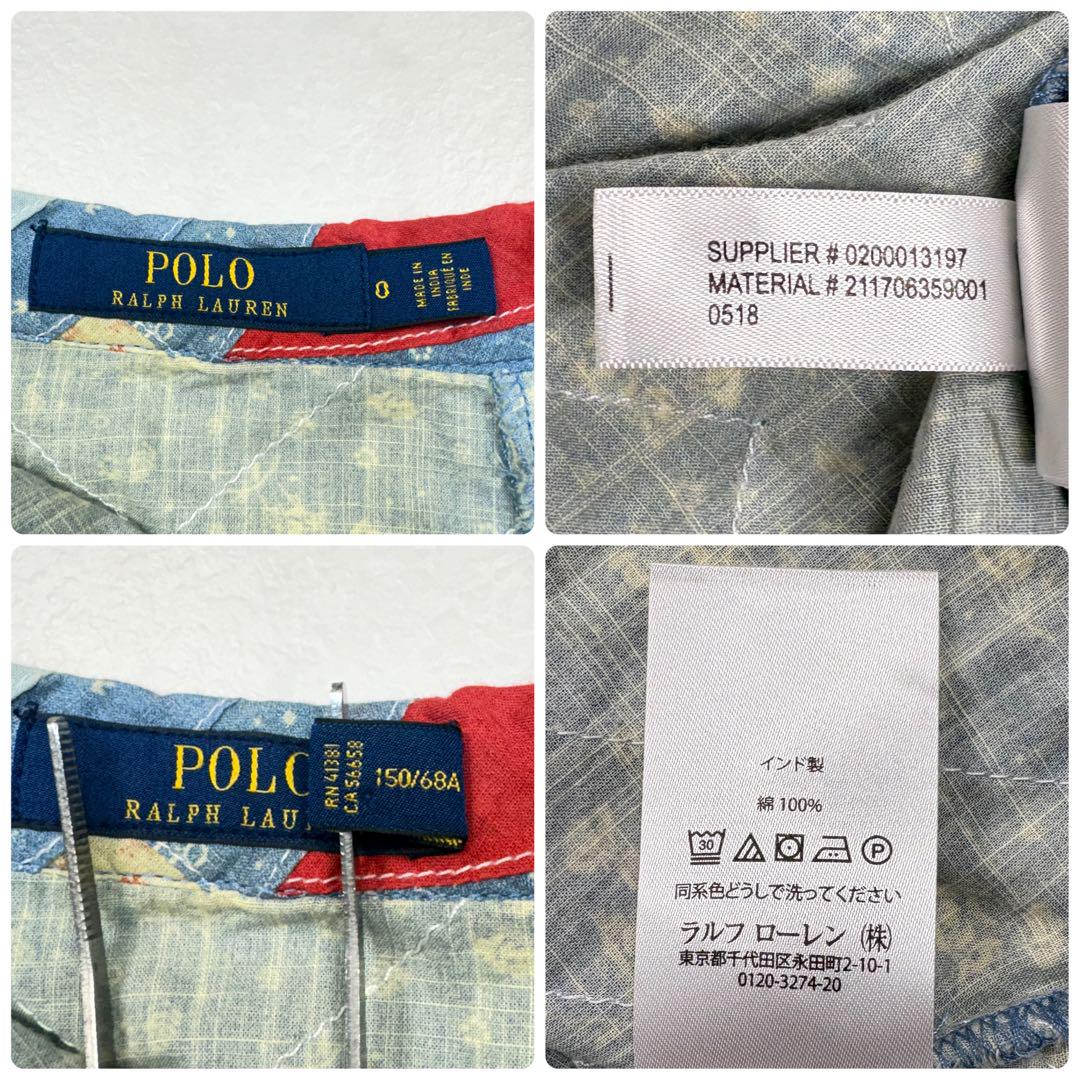 POLO
RALPH LAUREN
0
MADE IN
INDIA
FABRIQUÉ EN
INDE
SUPPLIER # 0200013197
MATERIAL # 211706359001
0518
POLO
RALPH LAU
RN 41381
CA 56658
150/68A
インド製
綿 100%
30
P
同系色どうしで洗ってください
ラルフ ローレン (株)
東京都千代田区永田町2-10-1
0120-3274-20